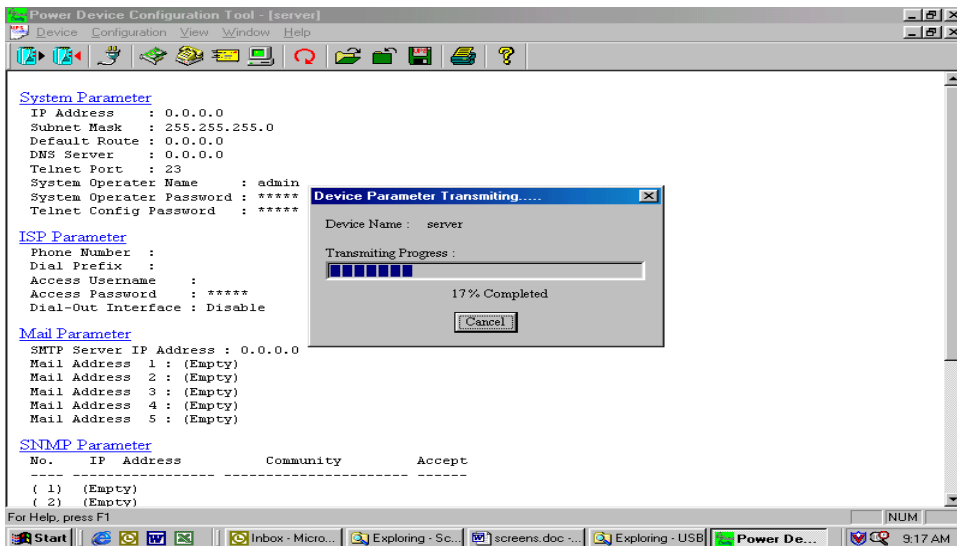 Power Device Configuration Tool - [server]
Device Configuration View Window Help
System Parameter
IP Address : 0.0.0.0
Subnet Mask : 255.255.255.0
Default Route : 0.0.0.0
DNS Server : 0.0.0.0
Telnet Port : 23
System Operater Name : admin
System Operater Password : *****
Telnet Config Password : *****
ISP Parameter
Phone Number :
Dial Prefix :
Access Username :
Access Password : *****
Dial-Out Interface : Disable
Mail Parameter
SMTP Server IP Address : 0.0.0.0
Mail Address 1 : (Empty)
Mail Address 2 : (Empty)
Mail Address 3 : (Empty)
Mail Address 4 : (Empty)
Mail Address 5 : (Empty)
SNMP Parameter
No. IP Address Community Accept
---- ------------------ ----------------------- ------
( 1) (Empty)
( 2) (Empty)
Device Parameter Transmiting.....
Device Name : server
Transmiting Progress :
17% Completed
Cancel
For Help, press F1
NUM
Start
Inbox - Micro...
Exploring - Sc...
screens.doc -...
Exploring - USB
Power De...
9:17 AM